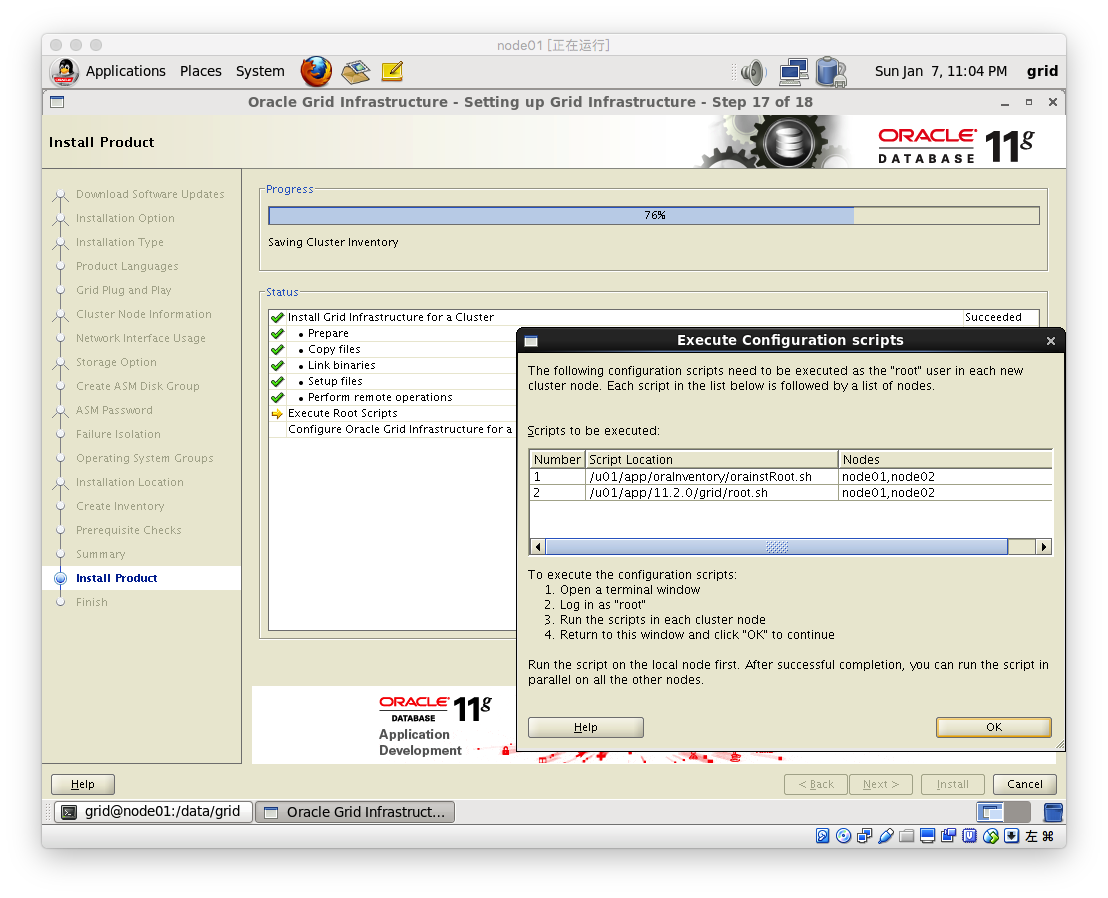 node01 [正在运行]
Applications Places System Sun Jan 7, 11:04 PM grid
Oracle Grid Infrastructure - Setting up Grid Infrastructure - Step 17 of 18
Install Product
ORACLE DATABASE 11g
Download Software Updates
Installation Option
Installation Type
Product Languages
Grid Plug and Play
Cluster Node Information
Network Interface Usage
Storage Option
Create ASM Disk Group
ASM Password
Failure Isolation
Operating System Groups
Installation Location
Create Inventory
Prerequisite Checks
Summary
Install Product
Finish
Progress
76%
Saving Cluster Inventory
Status
Install Grid Infrastructure for a Cluster Succeeded
• Prepare
• Copy files
• Link binaries
• Setup files
• Perform remote operations
Execute Root Scripts
Configure Oracle Grid Infrastructure for a
Execute Configuration scripts
The following configuration scripts need to be executed as the "root" user in each new
cluster node. Each script in the list below is followed by a list of nodes.
Scripts to be executed:
Number Script Location Nodes
1 /u01/app/oraInventory/orainstRoot.sh node01,node02
2 /u01/app/11.2.0/grid/root.sh node01,node02
To execute the configuration scripts:
1. Open a terminal window
2. Log in as "root"
3. Run the scripts in each cluster node
4. Return to this window and click "OK" to continue
Run the script on the local node first. After successful completion, you can run the script in
parallel on all the other nodes.
Help OK
ORACLE DATABASE 11g
Application
Development
Help < Back Next > Install Cancel
grid@node01:/data/grid Oracle Grid Infrastruct...
左 ⌘